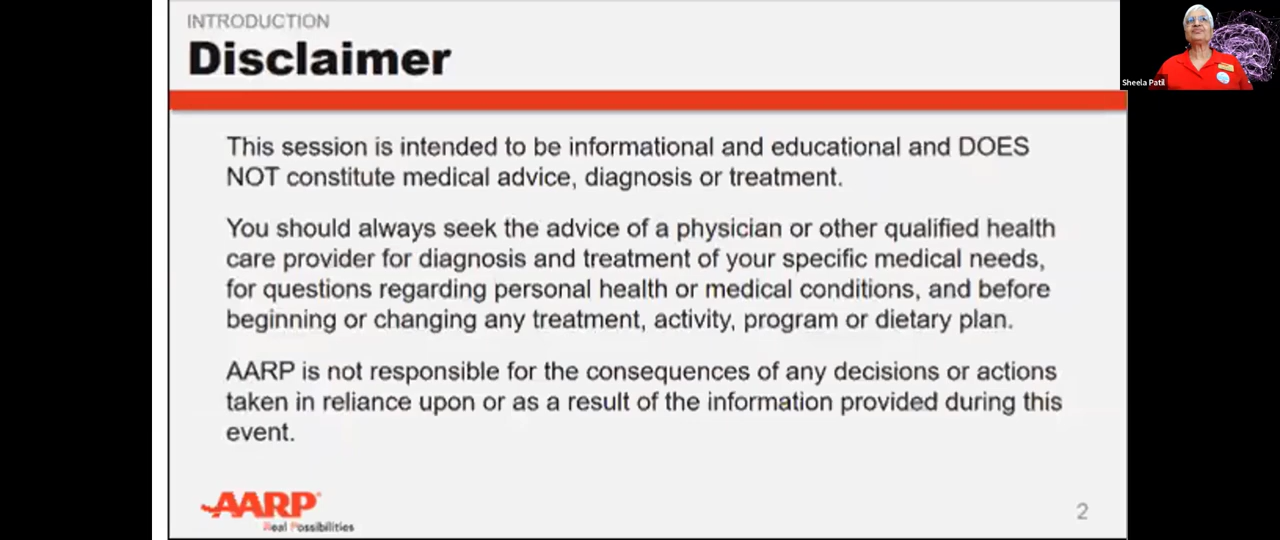 INTRODUCTION
Disclaimer
Sheela Patil
This session is intended to be informational and educational and DOES
NOT constitute medical advice, diagnosis or treatment.
You should always seek the advice of a physician or other qualified health
care provider for diagnosis and treatment of your specific medical needs,
for questions regarding personal health or medical conditions, and before
beginning or changing any treatment, activity, program or dietary plan.
AARP is not responsible for the consequences of any decisions or actions
taken in reliance upon or as a result of the information provided during this
event.
AARP
Real Possibilities
2